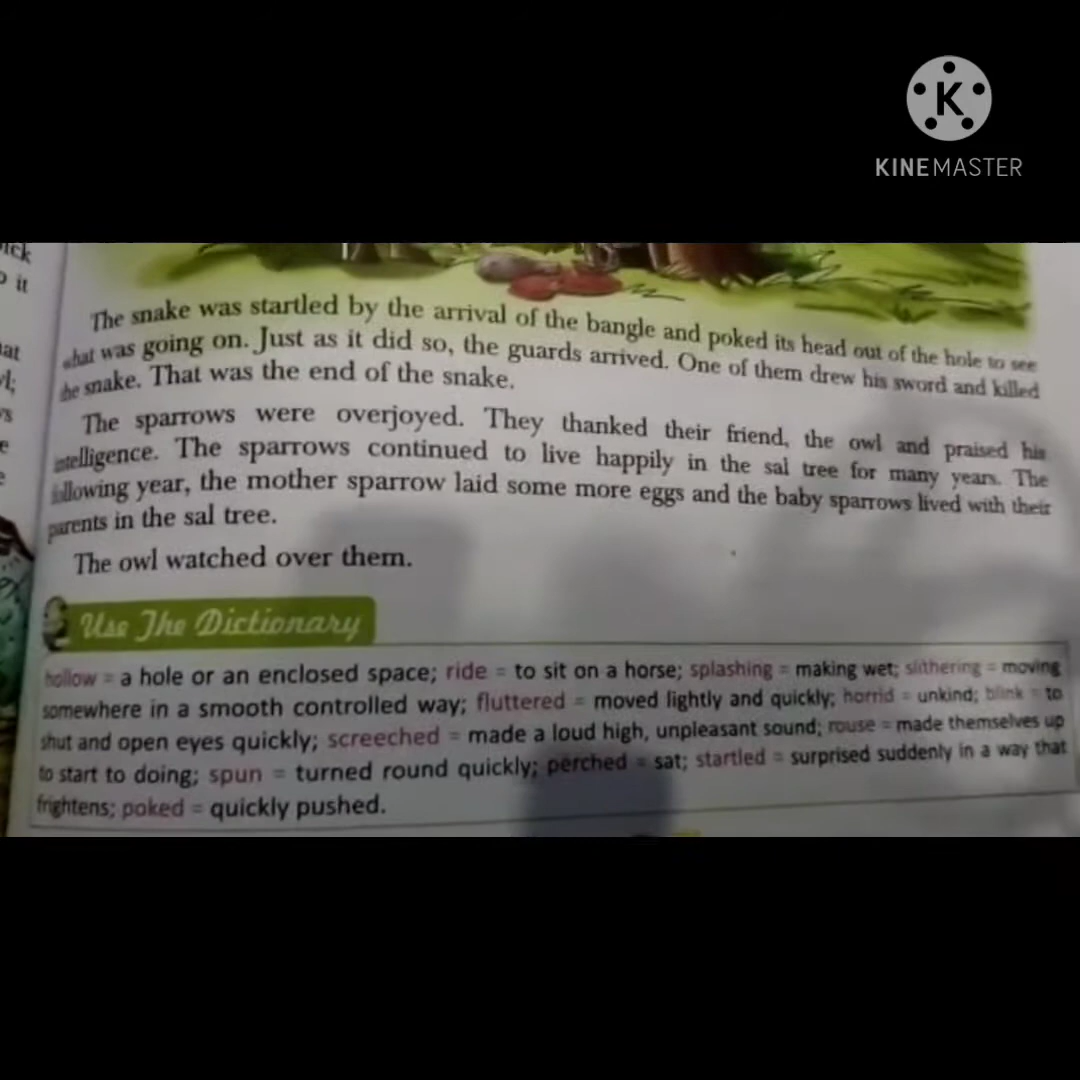 KINEMASTER
ick
it
The snake was startled by the arrival of the bangle and poked its head out of the hole to see
what was going on. Just as it did so, the guards arrived. One of them drew his sword and killed
the snake. That was the end of the snake.
The sparrows were overjoyed. They thanked their friend, the owl and praised his
intelligence. The sparrows continued to live happily in the sal tree for many years. The
following year, the mother sparrow laid some more eggs and the baby sparrows lived with their
parents in the sal tree.
The owl watched over them.
Use The Dictionary
hollow = a hole or an enclosed space; ride = to sit on a horse; splashing = making wet; slithering = moving
somewhere in a smooth controlled way; fluttered = moved lightly and quickly; horrid = unkind; blink = to
shut and open eyes quickly; screeched = made a loud high, unpleasant sound; rouse = made themselves up
to start to doing; spun = turned round quickly; perched = sat; startled = surprised suddenly in a way that
frightens; poked = quickly pushed.